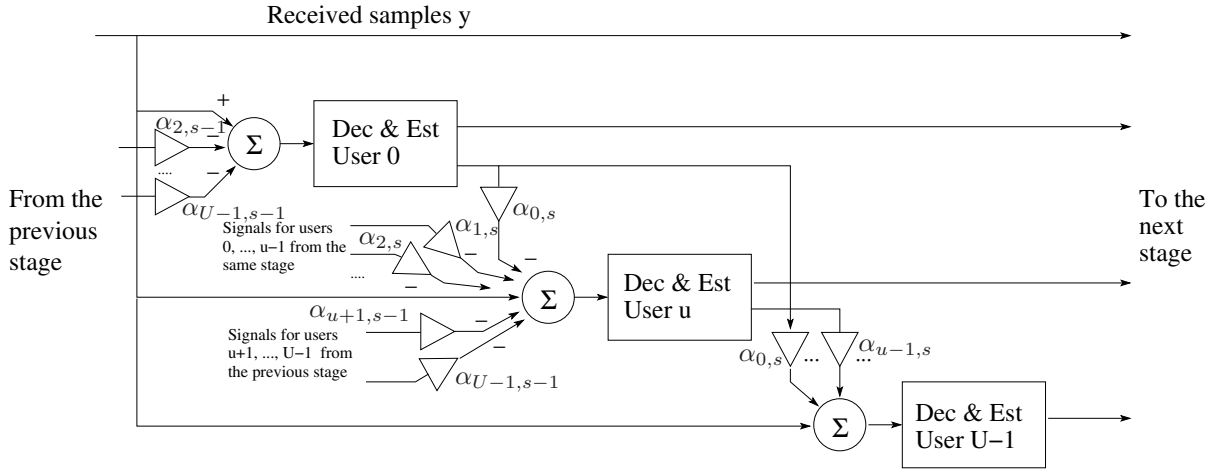 Received samples y
+
α2,s−1
−
....
−
αU−1,s−1
Σ
Dec & Est
User 0
From the
previous
stage
To the
next
stage
α0,s
Signals for users
0, ..., u−1 from the
same stage
....
α1,s
α2,s
−
−
−
Σ
Dec & Est
User u
αu+1,s−1
−
−
Signals for users
u+1, ..., U−1 from
the previous stage
αU−1,s−1
α0,s
...
αu−1,s
...
Σ
Dec & Est
User U−1